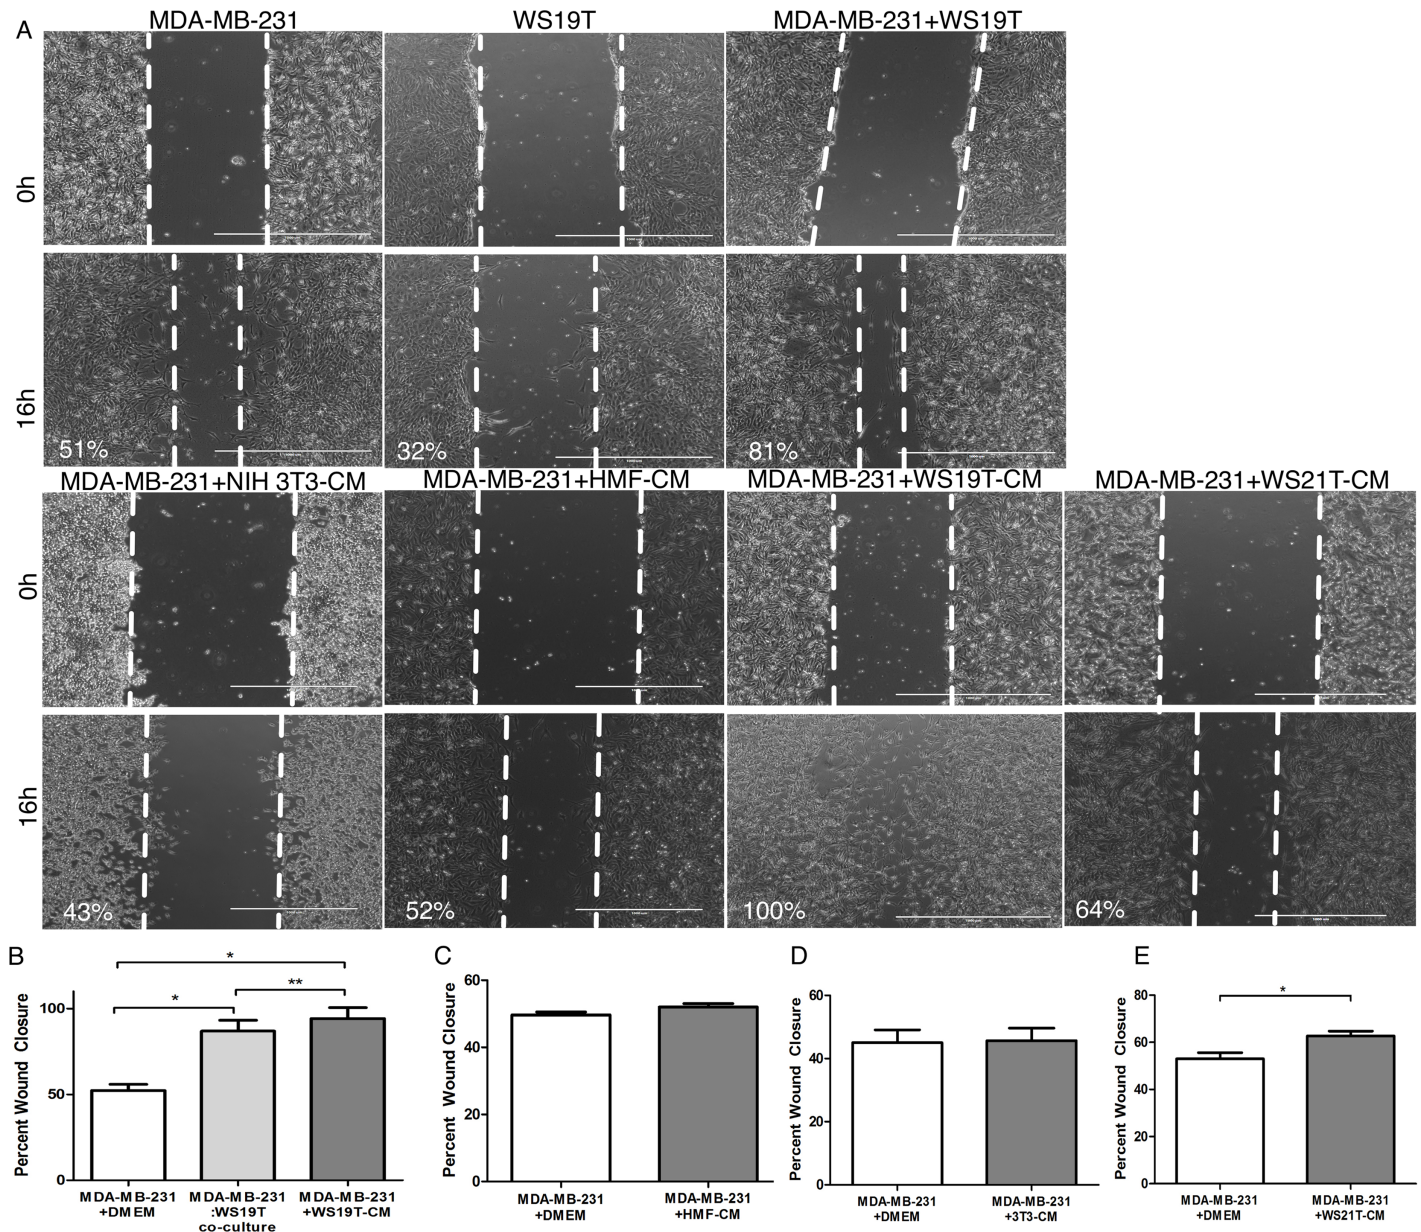 A
MDA-MB-231 WS19T MDA-MB-231+WS19T
0h
16h
51% 32% 81%
MDA-MB-231+NIH 3T3-CM MDA-MB-231+HMF-CM MDA-MB-231+WS19T-CM MDA-MB-231+WS21T-CM
0h
16h
43% 52% 100% 64%
B
Percent Wound Closure
100
50
0
*
*
**
MDA-MB-231
+DMEM
MDA-MB-231
:WS19T
co-culture
MDA-MB-231
+WS19T-CM
C
Percent Wound Closure
60
40
20
0
MDA-MB-231
+DMEM
MDA-MB-231
+HMF-CM
D
Percent Wound Closure
60
40
20
0
MDA-MB-231
+DMEM
MDA-MB-231
+3T3-CM
E
Percent Wound Closure
80
60
40
20
0
*
MDA-MB-231
+DMEM
MDA-MB-231
+WS21T-CM